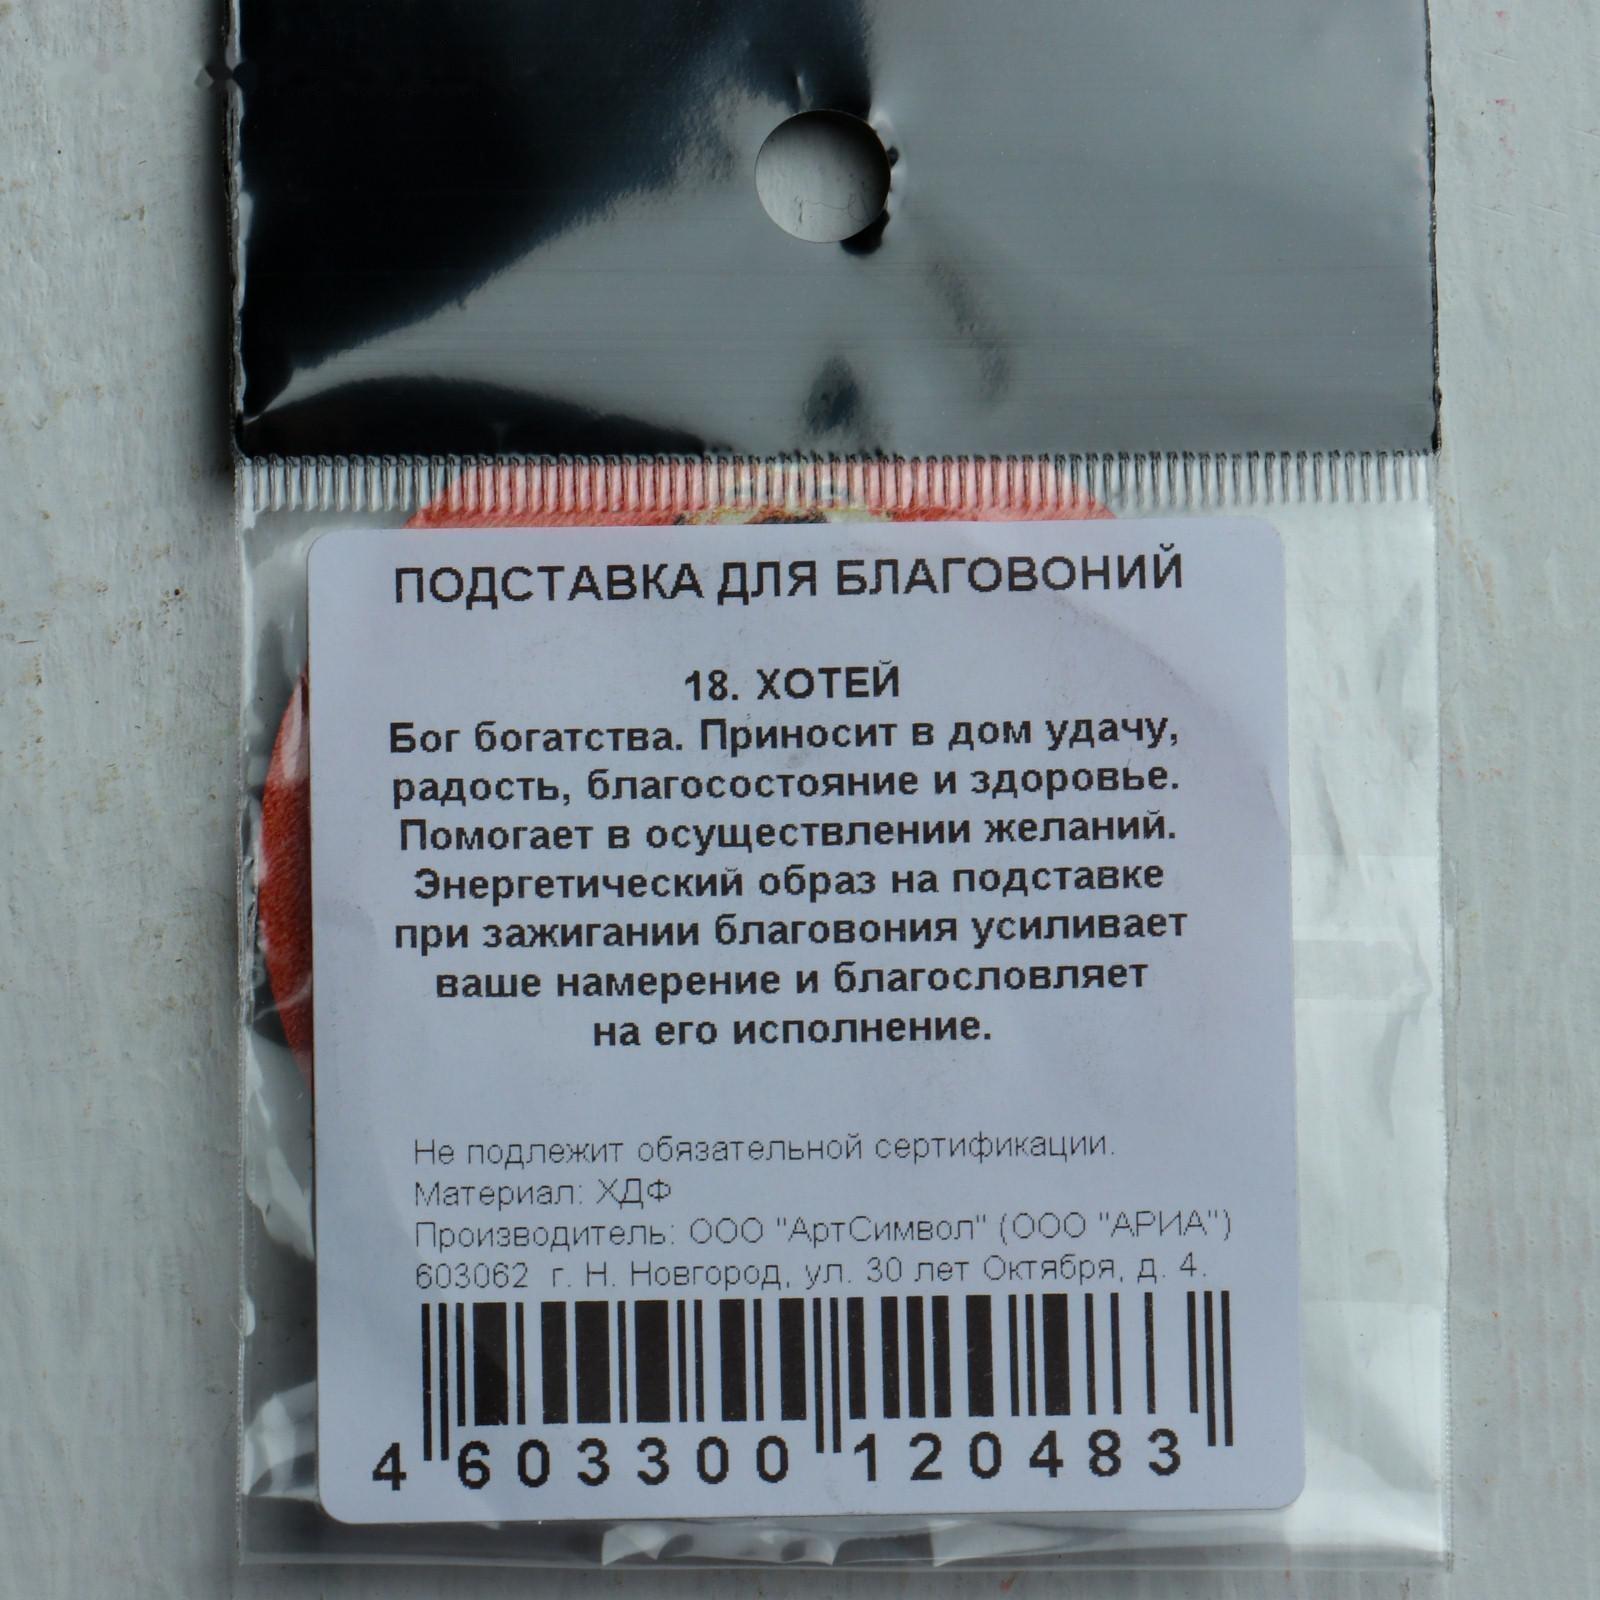 ПОДСТАВКА ДЛЯ БЛАГОВОНИЙ
18. ХОТЕЙ
Бог богатства. Приносит в дом удачу,
радость, благосостояние и здоровье.
Помогает в осуществлении желаний.
Энергетический образ на подставке
при зажигании благовония усиливает
ваше намерение и благословляет
на его исполнение.
Не подлежит обязательной сертификации.
Материал: ХДФ
Производитель: ООО "АртСимвол" (ООО "АРИА")
603062 г. Н. Новгород, ул. 30 лет Октября, д. 4.
4 603300 120483